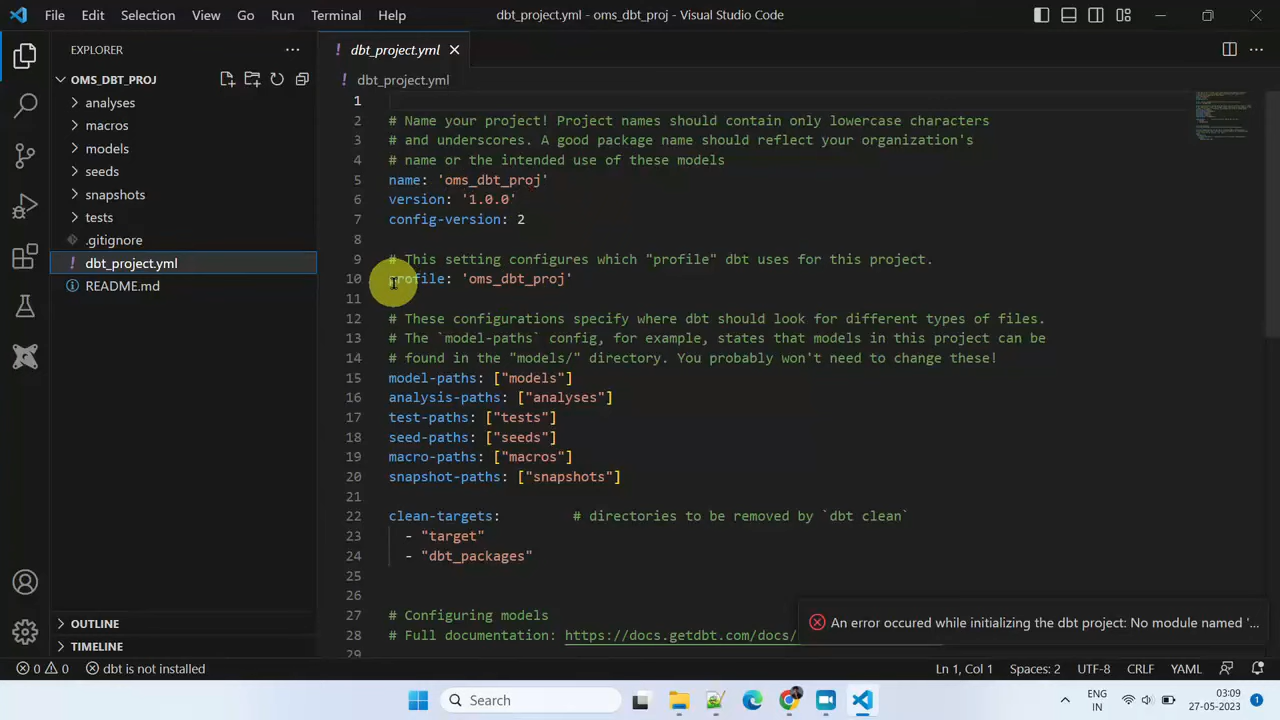 File Edit Selection View Go Run Terminal Help
dbt_project.yml - oms_dbt_proj - Visual Studio Code
EXPLORER
OMS_DBT_PROJ
analyses
macros
models
seeds
snapshots
tests
.gitignore
dbt_project.yml
README.md
OUTLINE
TIMELINE
dbt_project.yml
dbt_project.yml
1
2 # Name your project! Project names should contain only lowercase characters
3 # and underscores. A good package name should reflect your organization's
4 # name or the intended use of these models
5 name: 'oms_dbt_proj'
6 version: '1.0.0'
7 config-version: 2
8
9 # This setting configures which "profile" dbt uses for this project.
10 profile: 'oms_dbt_proj'
11
12 # These configurations specify where dbt should look for different types of files.
13 # The `model-paths` config, for example, states that models in this project can be
14 # found in the "models/" directory. You probably won't need to change these!
15 model-paths: ["models"]
16 analysis-paths: ["analyses"]
17 test-paths: ["tests"]
18 seed-paths: ["seeds"]
19 macro-paths: ["macros"]
20 snapshot-paths: ["snapshots"]
21
22 clean-targets: # directories to be removed by `dbt clean`
23 - "target"
24 - "dbt_packages"
25
26
27 # Configuring models
28 # Full documentation: https://docs.getdbt.com/docs/
29
An error occured while initializing the dbt project: No module named '...
0 0 dbt is not installed
Ln 1, Col 1 Spaces: 2 UTF-8 CRLF YAML
Search
ENG
IN
03:09
27-05-2023
1